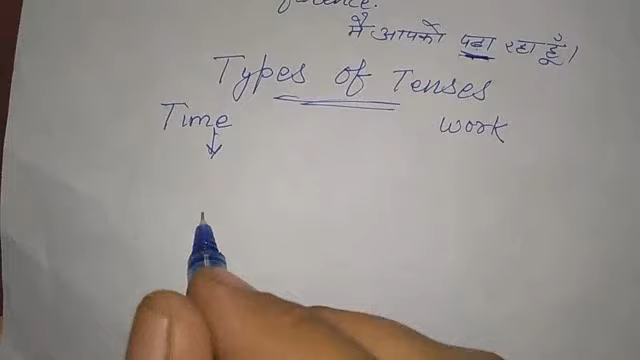 मै आपको पढ़ा रहा हूँ।
Types of Tenses
Time work